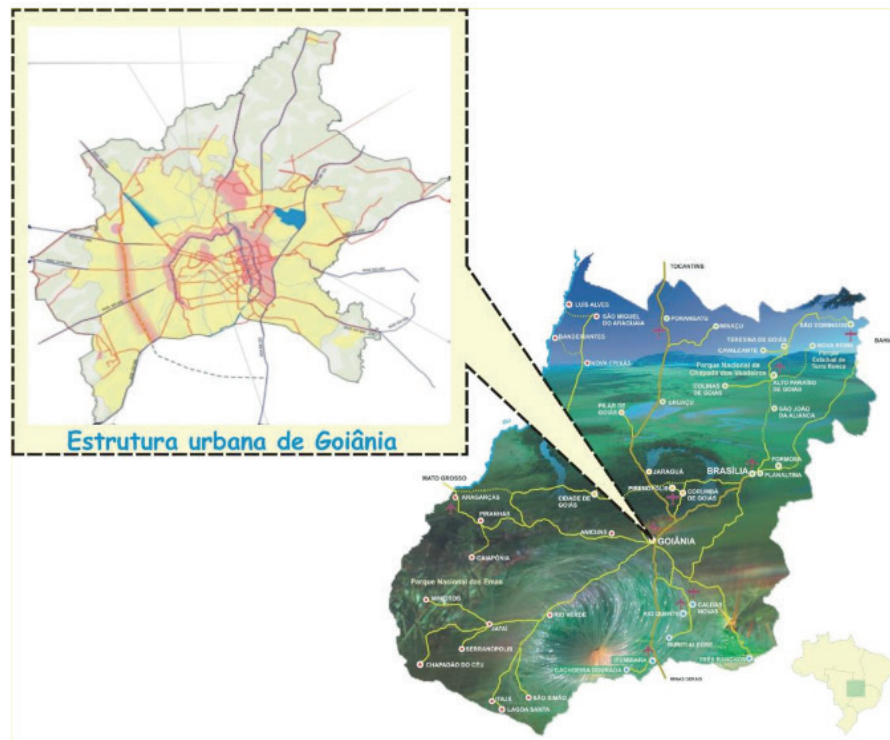 Estrutura urbana de Goiânia
TOCANTINS
LUIS ALVES
SÃO MIGUEL
DO ARAGUAIA
PORANGATU
MINAÇU
SÃO DOMINGOS
BANDEIRANTES
TERESINA DE GOIÁS
NOVA ROMA
BAHIA
CAVALCANTE
Parque
Estadual de
Terra Ronca
NOVA CRIXÁS
Parque Nacional da
Chapada dos Veadeiros
COLINAS
DE GOIÁS
ALTO PARAÍSO
DE GOIÁS
PILAR DE
GOIÁS
URUAÇU
SÃO JOÃO
DA ALIANÇA
FORMOSA
JARAGUÁ
BRASÍLIA
PLANALTINA
MATO GROSSO
ARAGARÇAS
CIDADE DE
GOIÁS
CORUMBÁ
DE GOIÁS
PIRANHAS
AMICUNS
GOIÂNIA
CAIAPÔNIA
Parque Nacional das Emas
MINEIROS
RIO VERDE
RIO QUENTE
CALDAS
NOVAS
JATAÍ
SERRANÓPOLIS
BURITI ALEGRE
CHAPADÃO DO CÉU
ITUMBIARA
CACHOEIRA DOURADA
TRÊS RANCHOS
MINAS GERAIS
ITAJÁ
SÃO SIMÃO
LAGOA SANTA